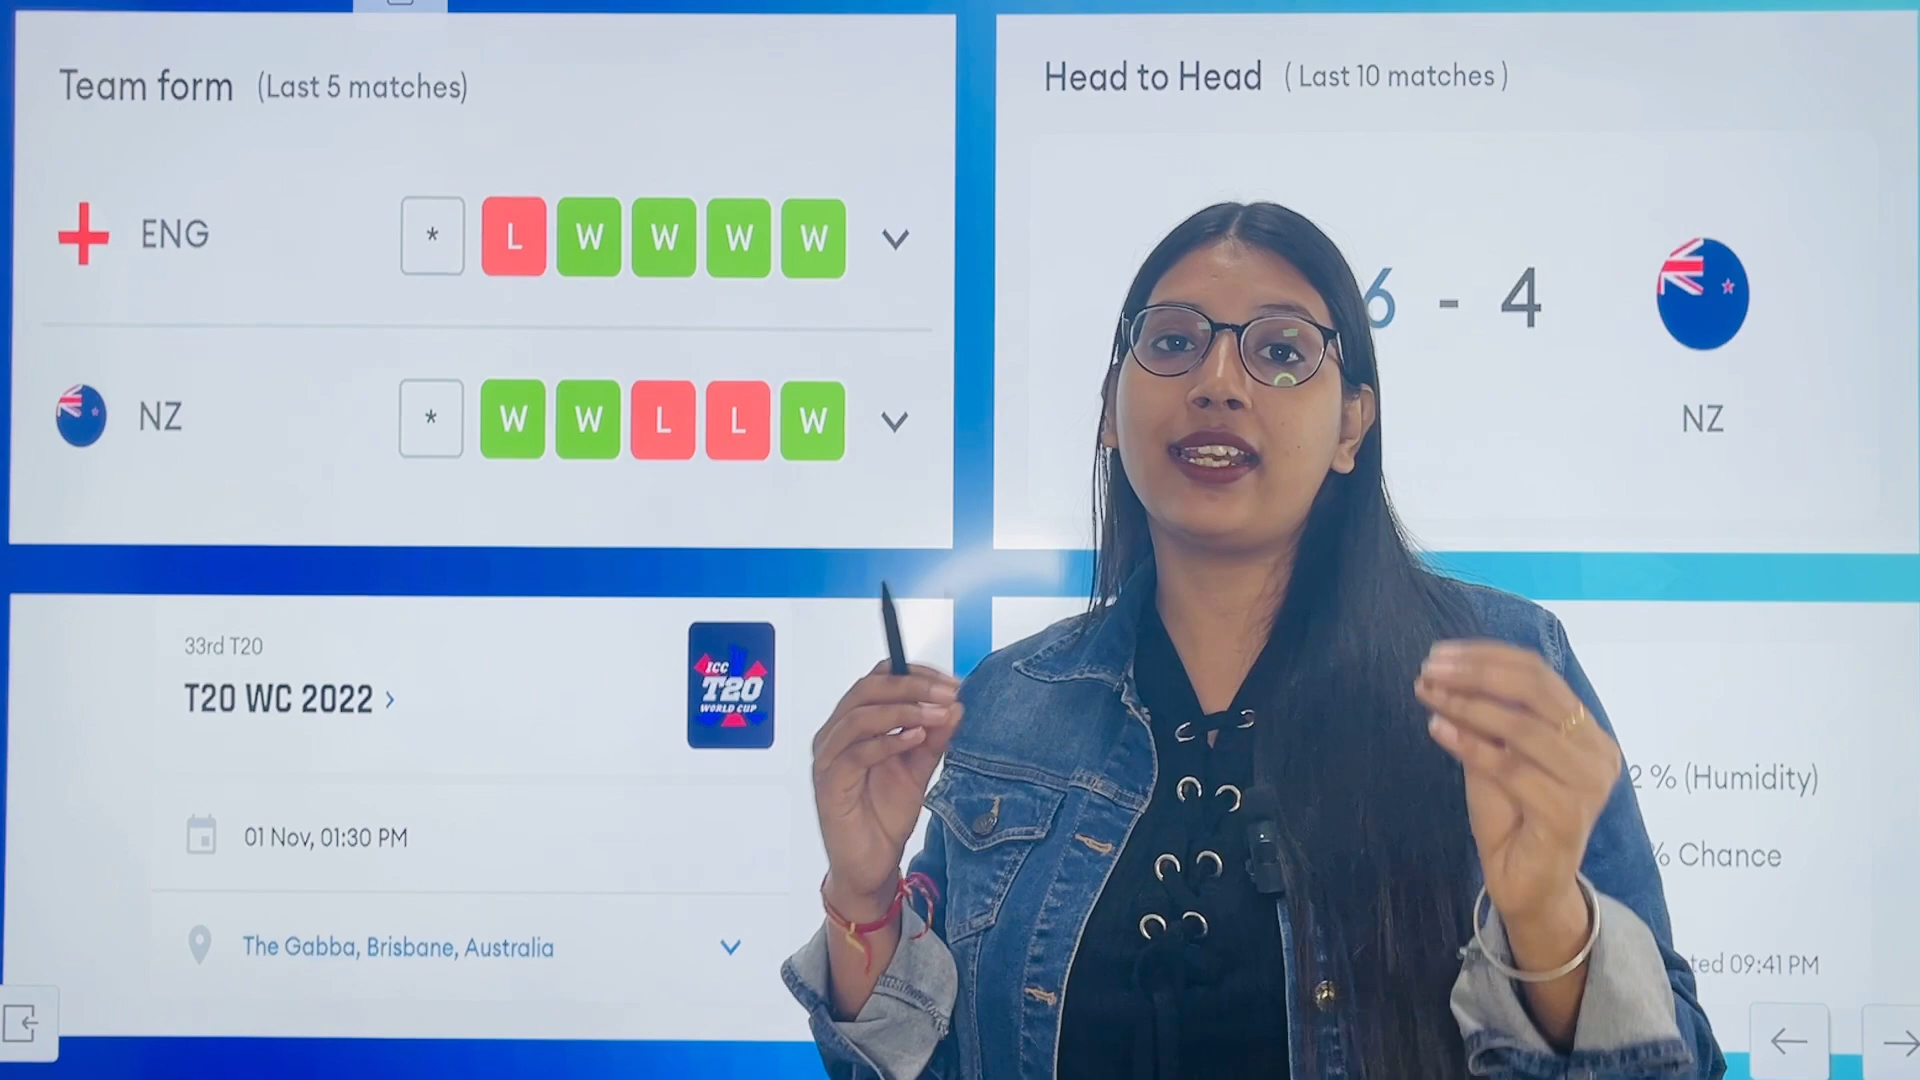 Team form (Last 5 matches)
ENG * L W W W W
NZ * W W L L W
Head to Head ( Last 10 matches )
6 - 4
NZ
33rd T20
T20 WC 2022
ICC
T20
WORLD CUP
01 Nov, 01:30 PM
The Gabba, Brisbane, Australia
2 % (Humidity)
% Chance
ted 09:41 PM